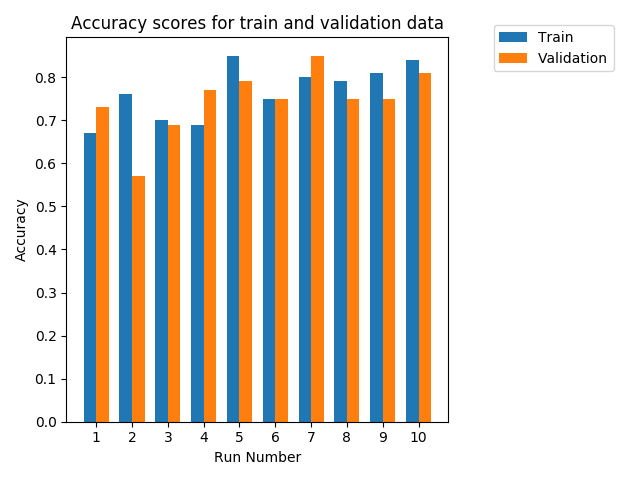 Accuracy scores for train and validation data
Train
Validation
Accuracy
0.8
0.7
0.6
0.5
0.4
0.3
0.2
0.1
0.0
1 2 3 4 5 6 7 8 9 10
Run Number